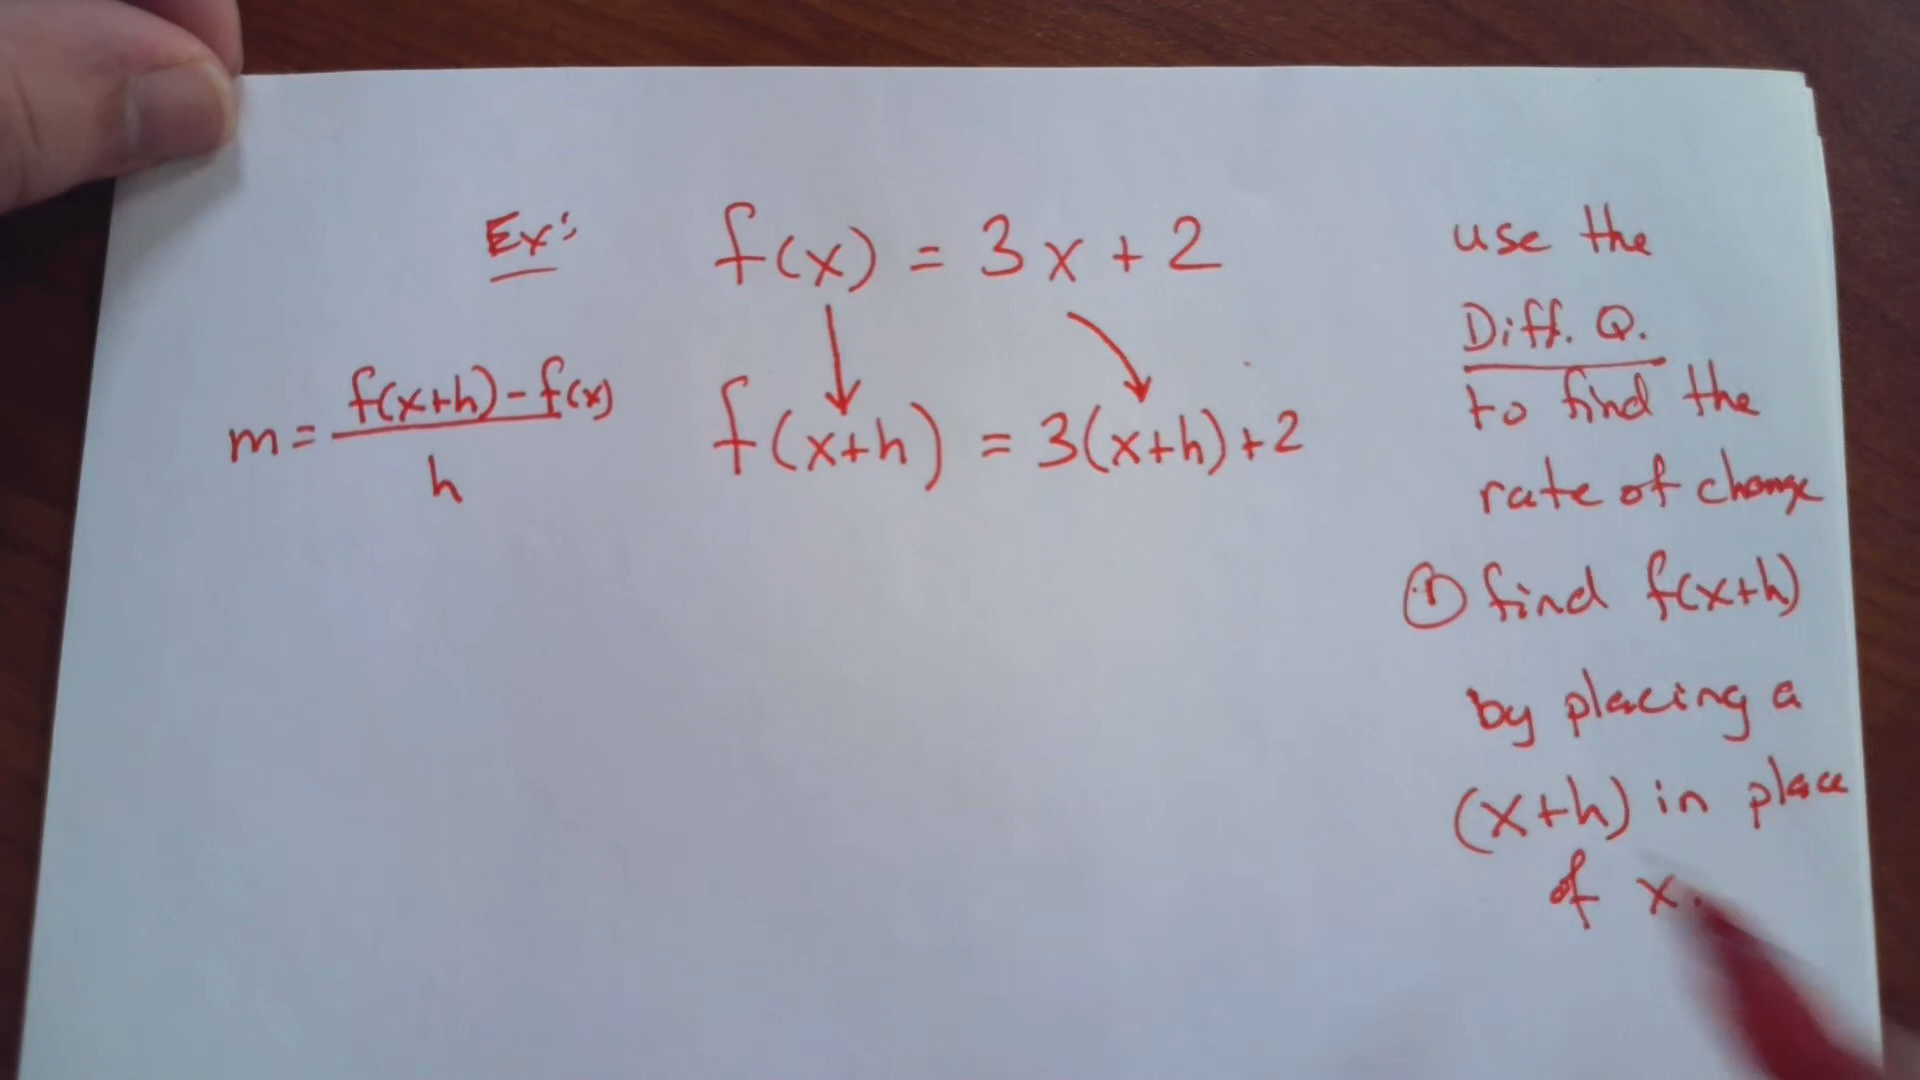 Ex: f(x) = 3x + 2
m = f(x+h) - f(x) / h
f(x+h) = 3(x+h) + 2
use the
Diff. Q.
to find the
rate of change
① find f(x+h)
by placing a
(x+h) in place
of x.